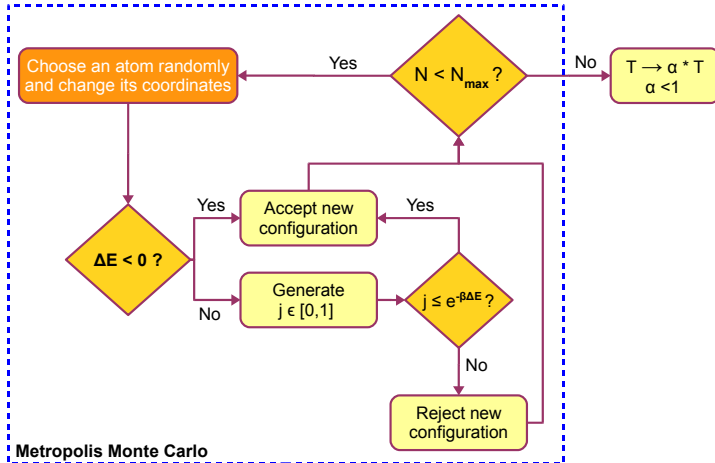 Choose an atom randomly
and change its coordinates
Yes
N < N_max ?
No
T → α * T
α <1
ΔE < 0 ?
Yes
Accept new
configuration
Yes
No
Generate
j ϵ [0,1]
j ≤ e^-βΔE ?
No
Reject new
configuration
Metropolis Monte Carlo